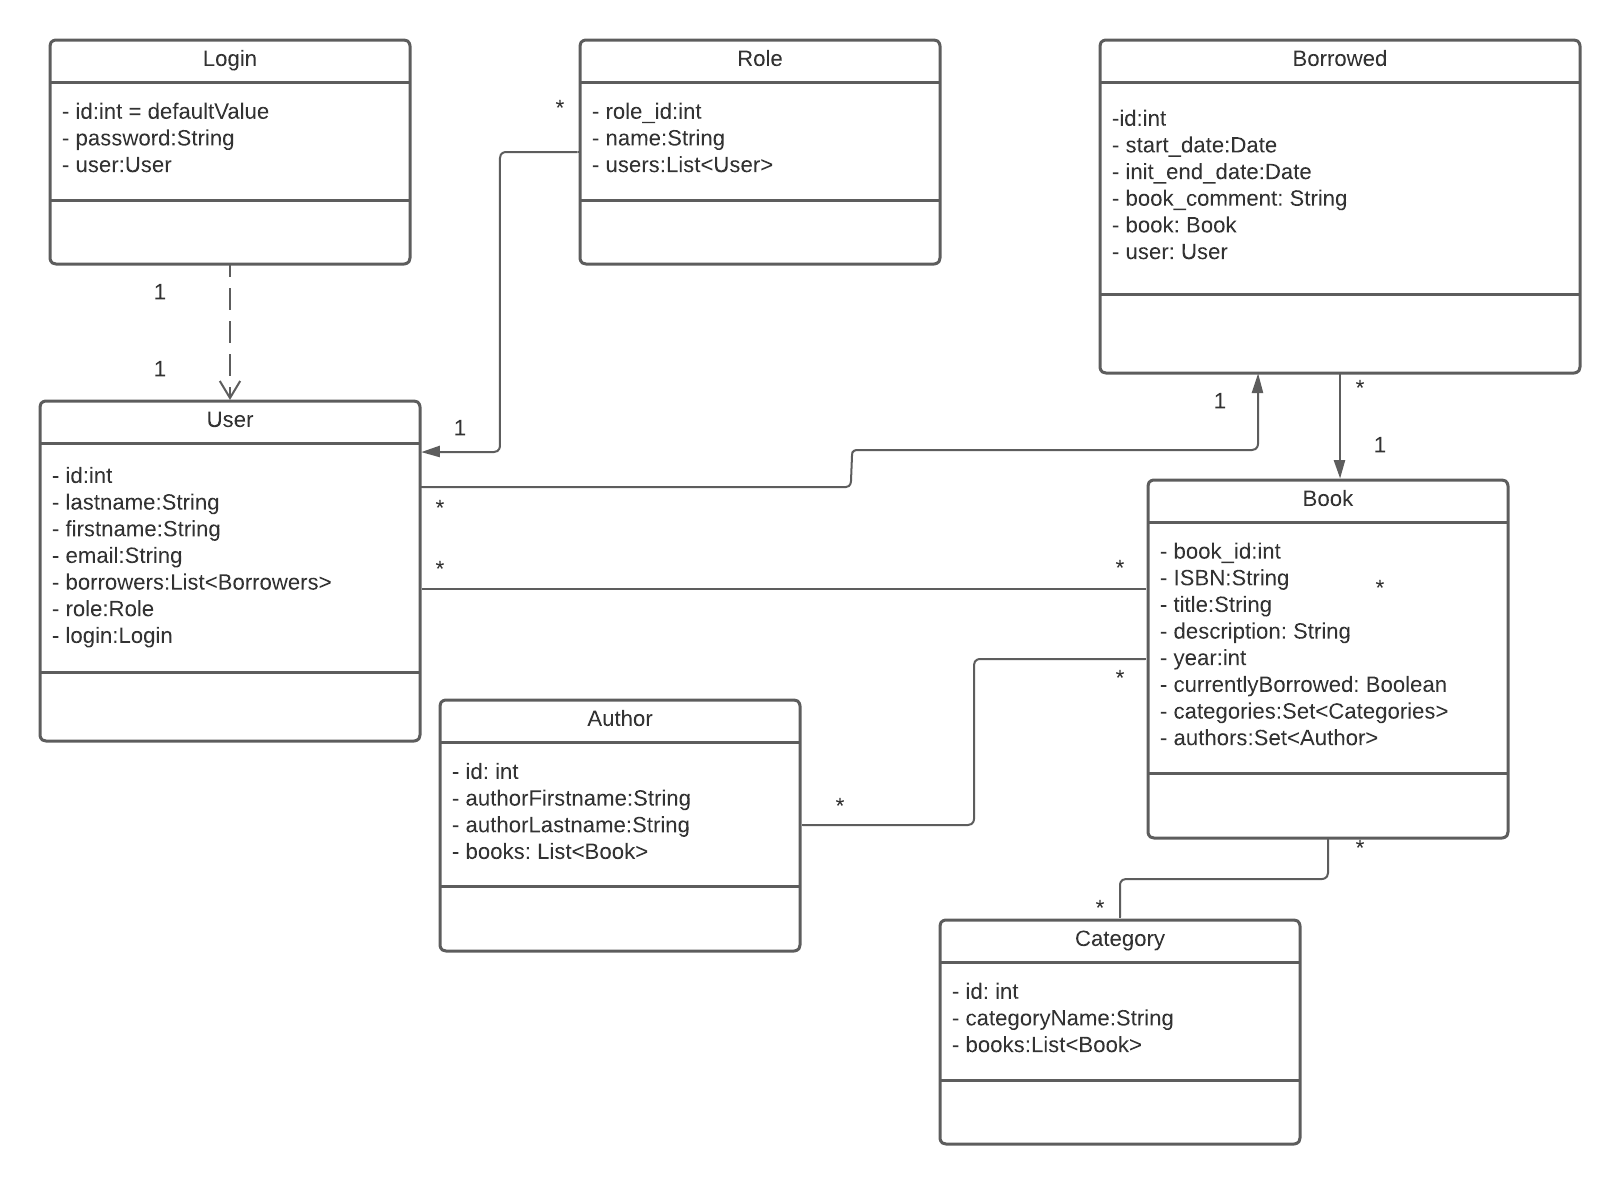 Login
- id:int = defaultValue
- password:String
- user:User
1
1
Role
*
- role_id:int
- name:String
- users:List<User>
1
Borrowed
-id:int
- start_date:Date
- init_end_date:Date
- book_comment: String
- book: Book
- user: User
1
*
1
User
- id:int
- lastname:String
- firstname:String
- email:String
- borrowers:List<Borrowers>
- role:Role
- login:Login
*
*
*
*
Book
- book_id:int
- ISBN:String
*
- title:String
- description: String
- year:int
- currentlyBorrowed: Boolean
- categories:Set<Categories>
- authors:Set<Author>
Author
- id: int
- authorFirstname:String
- authorLastname:String
- books: List<Book>
*
*
*
Category
- id: int
- categoryName:String
- books:List<Book>